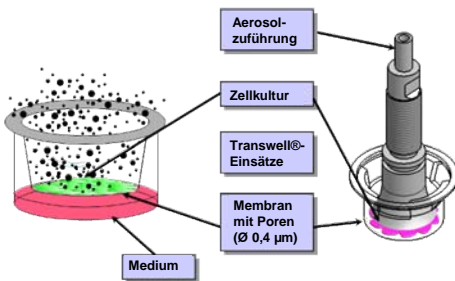 Aerosol-
zuführung
Zellkultur
Transwell®-
Einsätze
Membran
mit Poren
(Ø 0,4 µm)
Medium